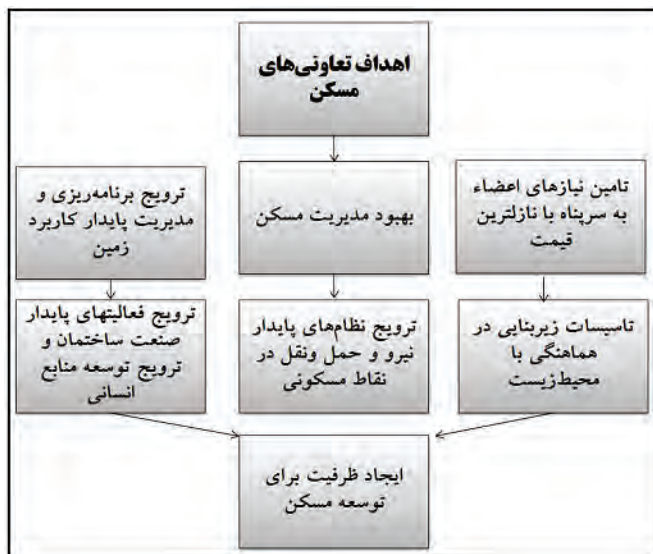 اهداف تعاونی‌های
مسکن
تامین نیازهای اعضاء
به سرپناه با نازلترین
قیمت
بهبود مدیریت مسکن
ترویج برنامه‌ریزی و
مدیریت پایدار کاربرد
زمین
تاسیسات زیربنایی در
هماهنگی با
محیط‌زیست
ترویج نظام‌های پایدار
نیرو و حمل ونقل در
نقاط مسکونی
ترویج فعالیتهای پایدار
صنعت ساختمان و
ترویج توسعه منابع
انسانی
ایجاد ظرفیت برای
توسعه مسکن